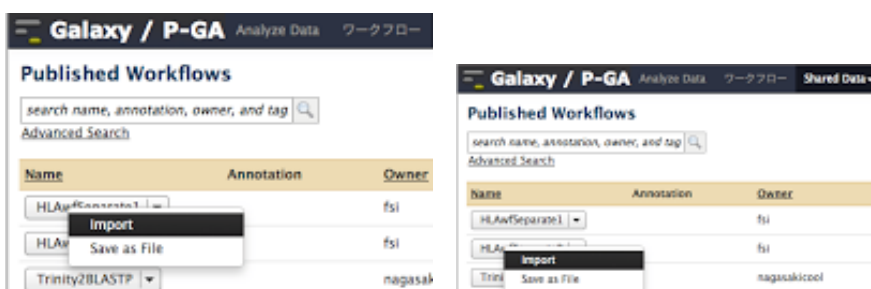 Galaxy / P-GA Analyze Data ワークフロー
Published Workflows
search name, annotation, owner, and tag
Advanced Search
Name Annotation Owner
HLAwfSeparate1 fsi
Import
HLAw fsi
Save as File
Trinity2BLASTP nagasak
Galaxy / P-GA Analyze Data ワークフロー Shared Data
Published Workflows
search name, annotation, owner, and tag
Advanced Search
Name Annotation Owner
HLAwfSeparate1 fsi
fsi
Import
Trini nagasakicool
Save as File